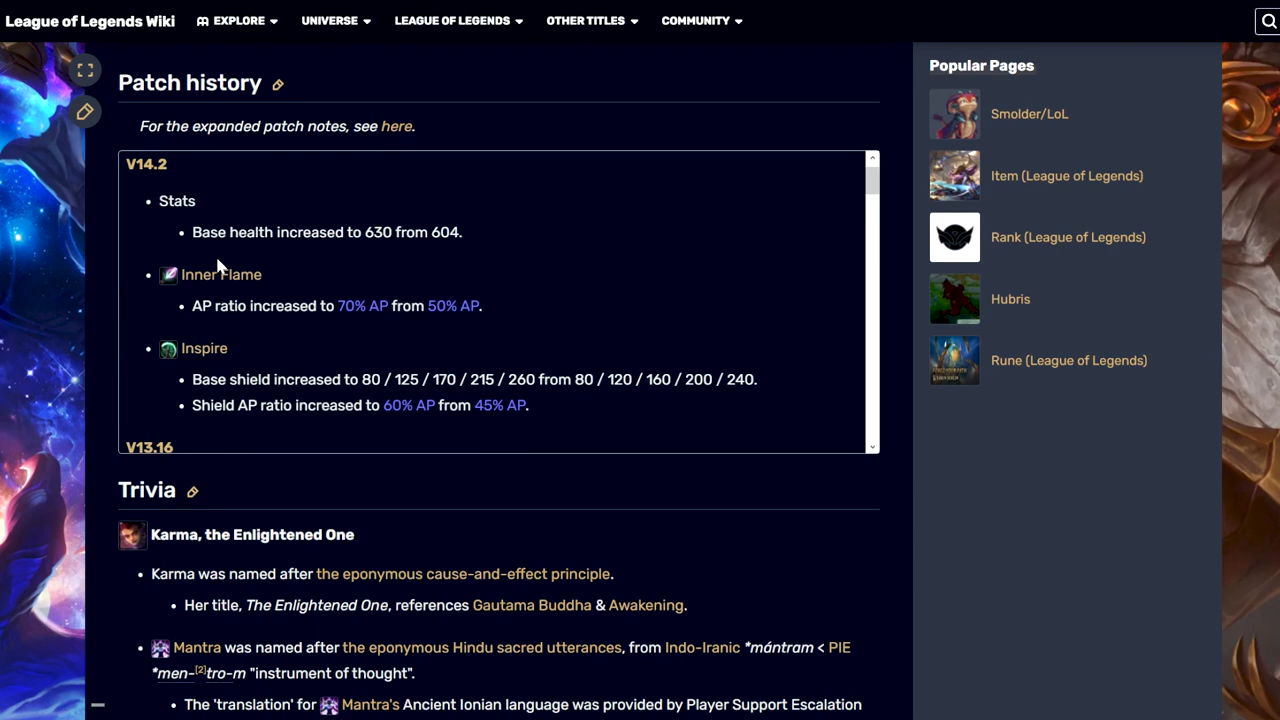 League of Legends Wiki
EXPLORE
UNIVERSE
LEAGUE OF LEGENDS
OTHER TITLES
COMMUNITY
Patch history
For the expanded patch notes, see here.
V14.2
Stats
Base health increased to 630 from 604.
Inner Flame
AP ratio increased to 70% AP from 50% AP.
Inspire
Base shield increased to 80 / 125 / 170 / 215 / 260 from 80 / 120 / 160 / 200 / 240.
Shield AP ratio increased to 60% AP from 45% AP.
V13.16
Trivia
Karma, the Enlightened One
Karma was named after the eponymous cause-and-effect principle.
Her title, The Enlightened One, references Gautama Buddha & Awakening.
Mantra was named after the eponymous Hindu sacred utterances, from Indo-Iranic *mántram < PIE
*men-[2]tro-m "instrument of thought".
The 'translation' for Mantra's Ancient Ionian language was provided by Player Support Escalation
Popular Pages
Smolder/LoL
Item (League of Legends)
Rank (League of Legends)
Hubris
Rune (League of Legends)